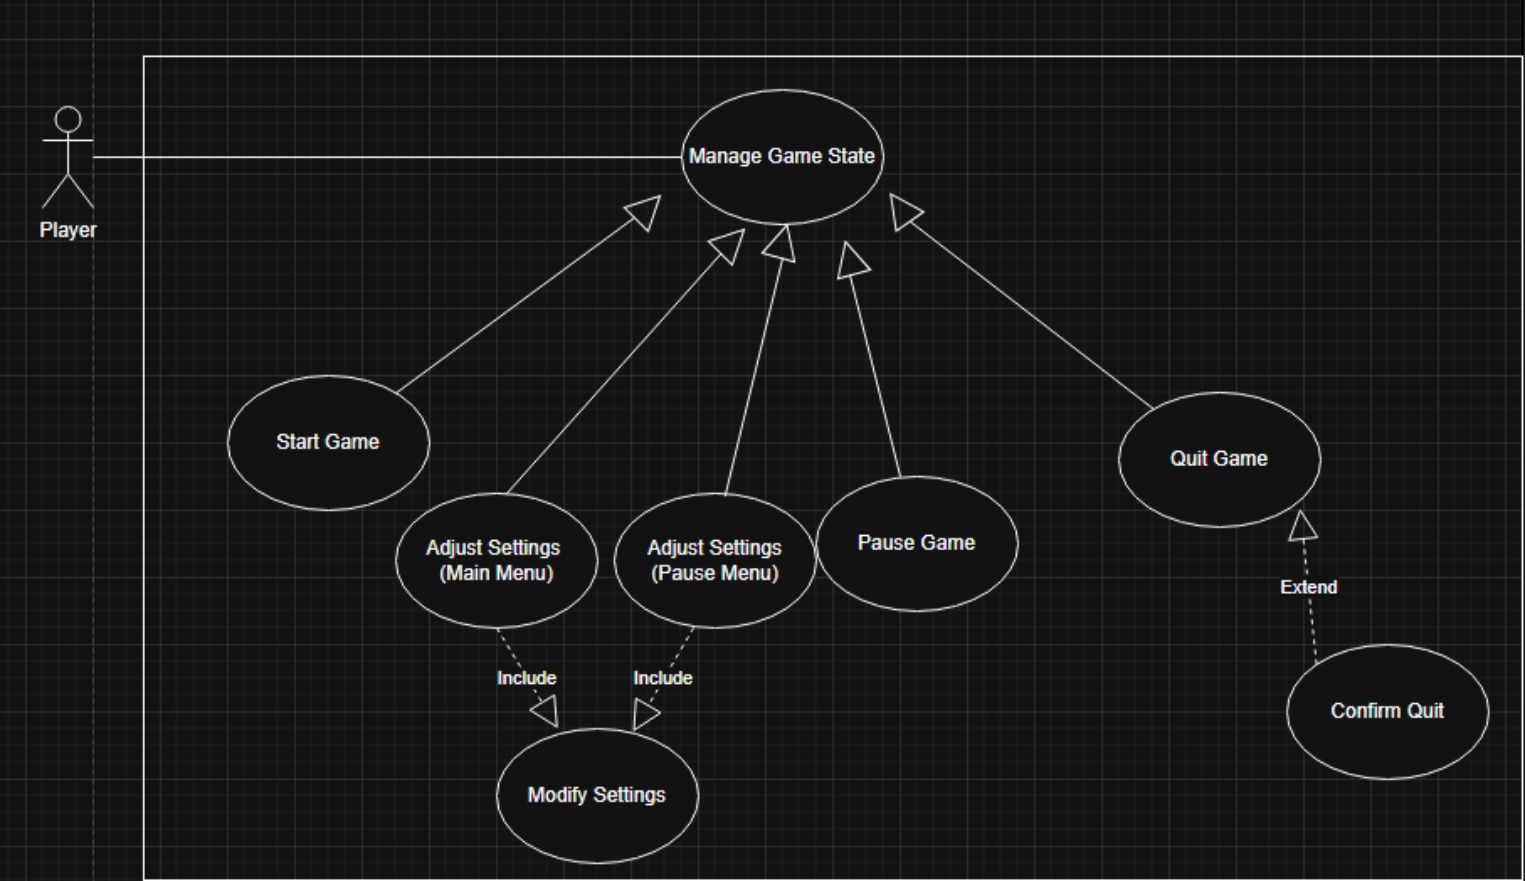 Manage Game State
Player
Start Game
Quit Game
Adjust Settings
(Main Menu)
Adjust Settings
(Pause Menu)
Pause Game
Extend
Include
Include
Confirm Quit
Modify Settings